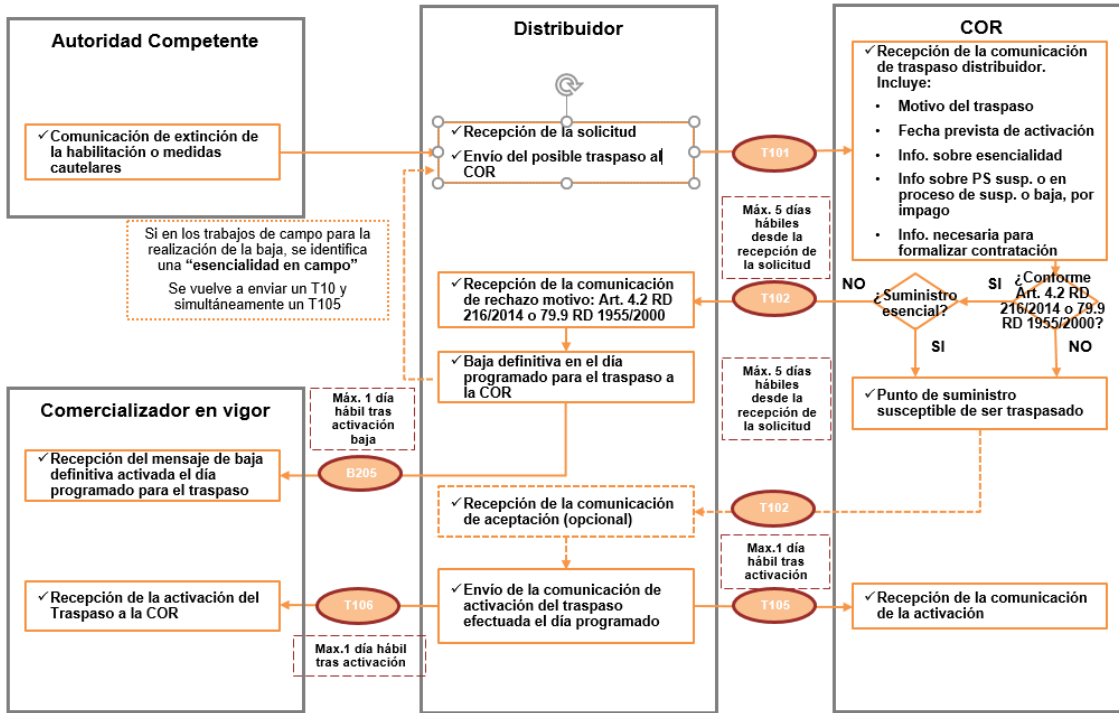 Autoridad Competente
✓Comunicación de extinción de
la habilitación o medidas
cautelares
Si en los trabajos de campo para la
realización de la baja, se identifica
una “esencialidad en campo”
Se vuelve a enviar un T10 y
simultáneamente un T105
Distribuidor
✓Recepción de la solicitud
✓Envío del posible traspaso al
COR
T101
COR
✓Recepción de la comunicación
de traspaso distribuidor.
Incluye:
• Motivo del traspaso
• Fecha prevista de activación
• Info. sobre esencialidad
• Info sobre PS susp. o en
proceso de susp. o baja, por
impago
• Info. necesaria para
formalizar contratación
Máx. 5 días
hábiles
desde la
recepción de
la solicitud
¿Conforme
Art. 4.2 RD
216/2014 o 79.9
RD 1955/2000?
SI
NO
¿Suministro
esencial?
NO
SI
T102
✓Recepción de la comunicación
de rechazo motivo: Art. 4.2 RD
216/2014 o 79.9 RD 1955/2000
✓Baja definitiva en el día
programado para el traspaso a
la COR
Máx. 5 días
hábiles
desde la
recepción de
la solicitud
✓Punto de suministro
susceptible de ser traspasado
Comercializador en vigor
Máx. 1 día
hábil tras
activación
baja
✓Recepción del mensaje de baja
definitiva activada el día
programado para el traspaso
B205
✓Recepción de la comunicación
de aceptación (opcional)
T102
Max.1 día
hábil tras
activación
✓Recepción de la activación del
Traspaso a la COR
T106
Max.1 día hábil
tras activación
✓Envío de la comunicación de
activación del traspaso
efectuada el día programado
T105
✓Recepción de la comunicación
de la activación